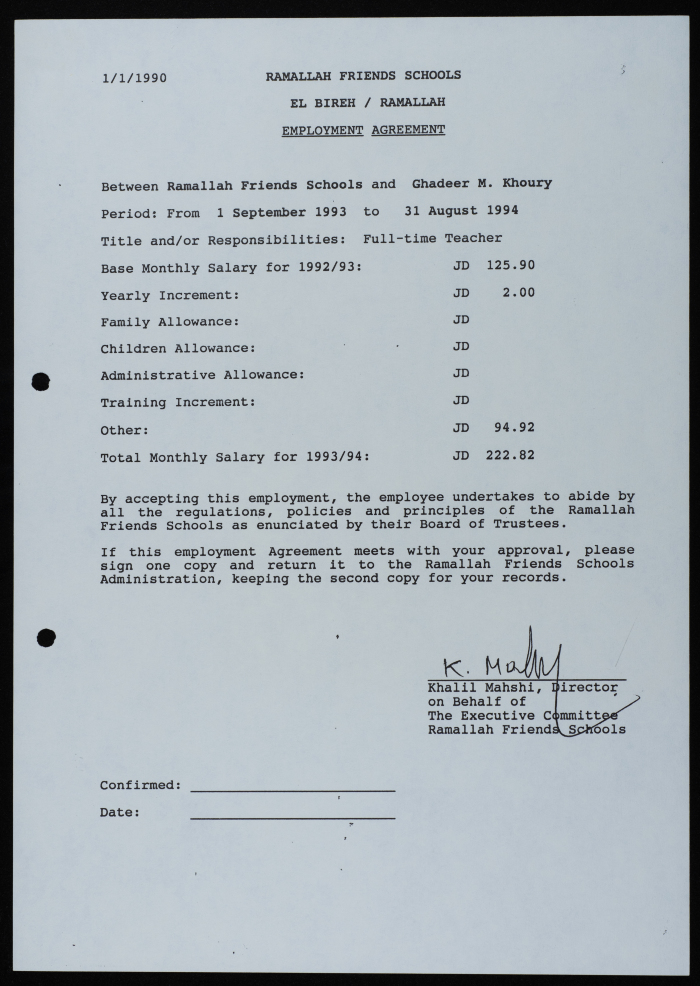 1/1/1990 RAMALLAH FRIENDS SCHOOLS
EL BIREH / RAMALLAH
EMPLOYMENT AGREEMENT
Between Ramallah Friends Schools and Ghadeer M. Khoury
Period: From 1 September 1993 to 31 August 1994
Title and/or Responsibilities: Full-time Teacher
Base Monthly Salary for 1992/93: JD 125.90
Yearly Increment: JD 2.00
Family Allowance: JD
Children Allowance: JD
Administrative Allowance: JD
Training Increment: JD
Other: JD 94.92
Total Monthly Salary for 1993/94: JD 222.82
By accepting this employment, the employee undertakes to abide by
all the regulations, policies and principles of the Ramallah
Friends Schools as enunciated by their Board of Trustees.
If this employment Agreement meets with your approval, please
sign one copy and return it to the Ramallah Friends Schools
Administration, keeping the second copy for your records.
K.
Khalil Mahshi, Director
on Behalf of
The Executive Committee
Ramallah Friends Schools
Confirmed:
Date: